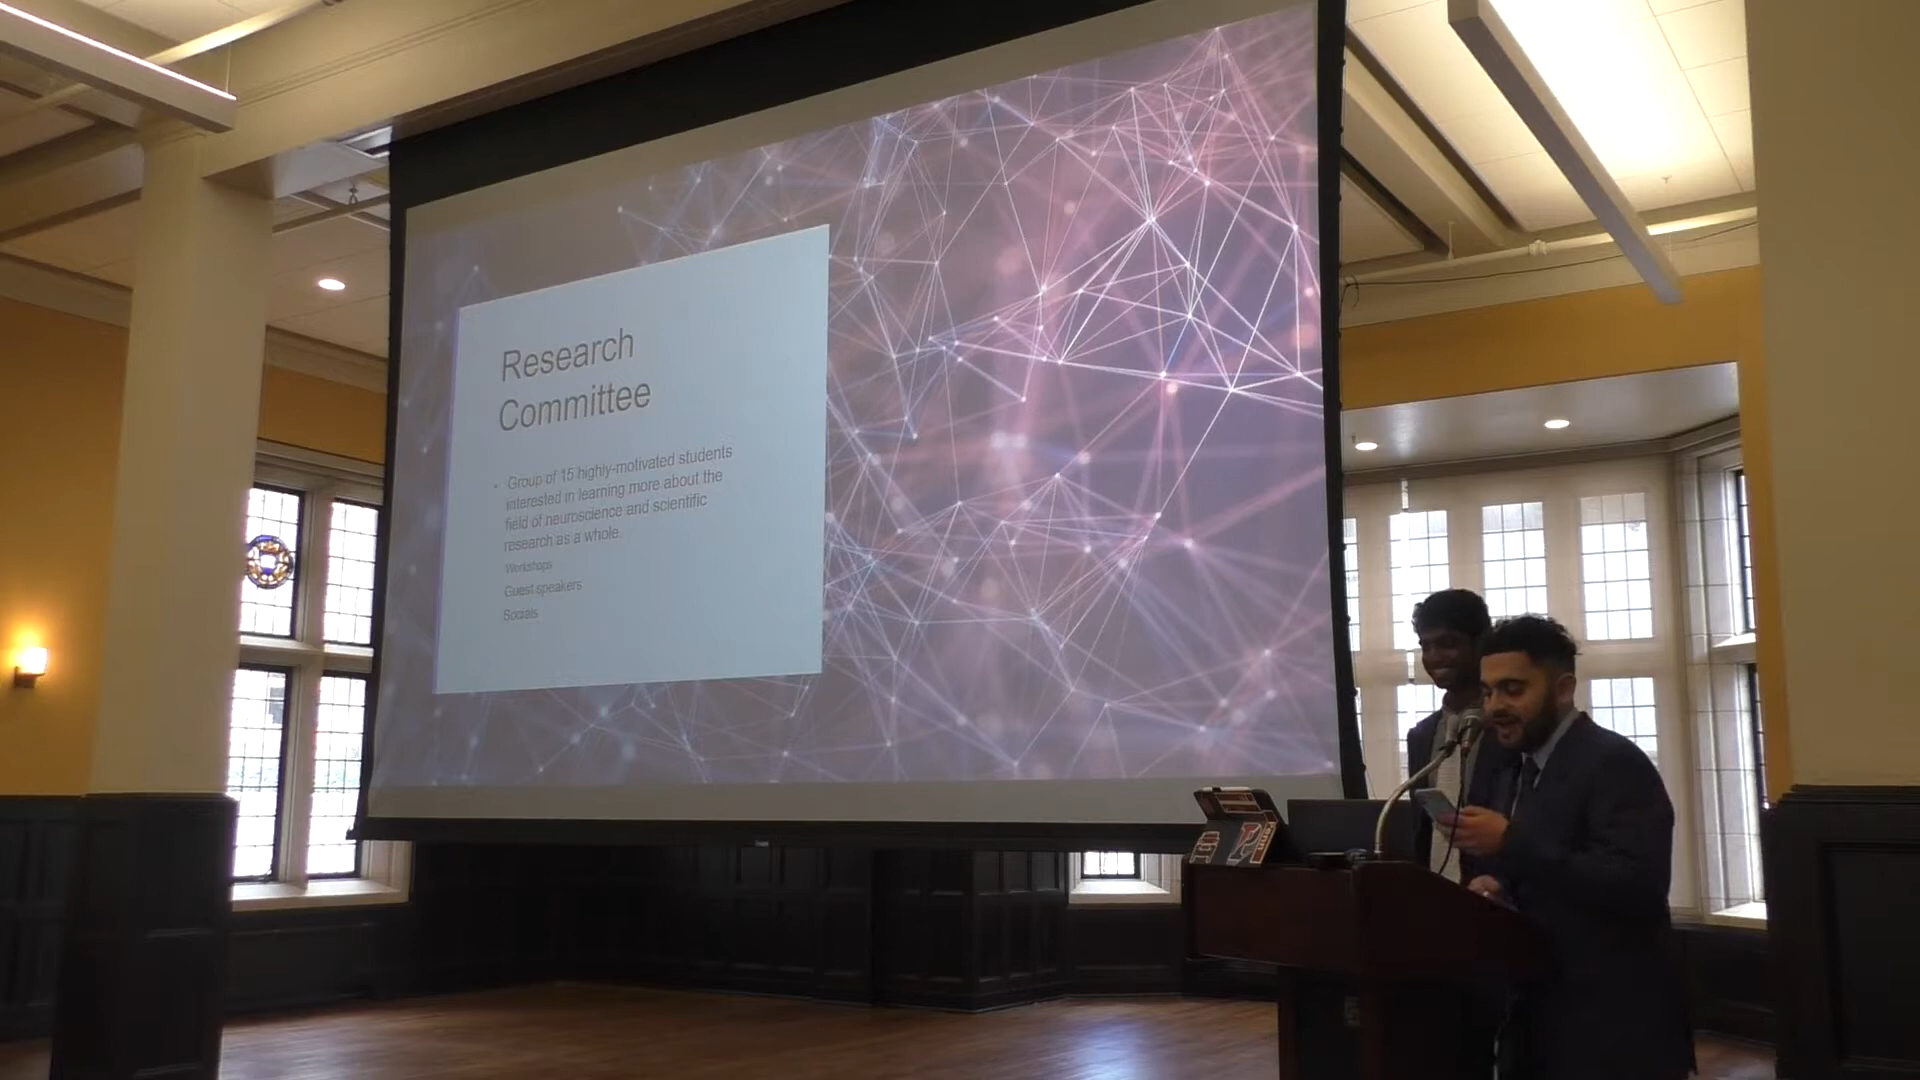 Research
Committee
• Group of 15 highly-motivated students
interested in learning more about the
field of neuroscience and scientific
research as a whole.
Workshops
Guest speakers
Socials